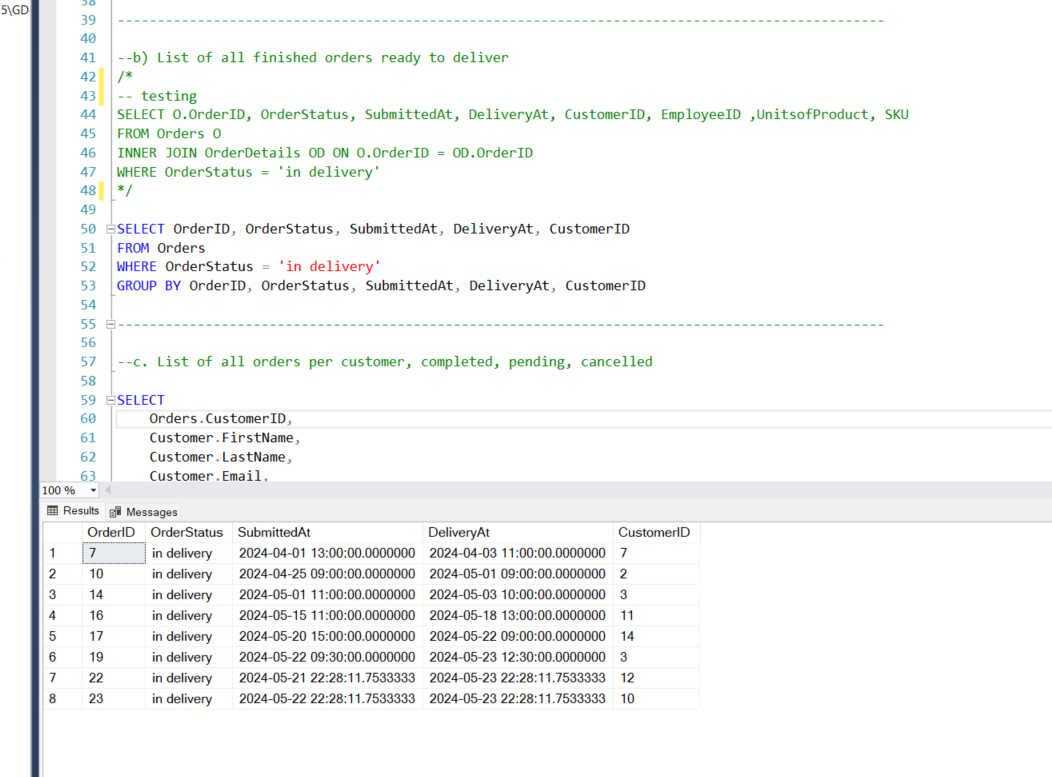 5\GD
38
39 ------------------------------------------------------------------------------------------------
40
41 --b) List of all finished orders ready to deliver
42 /*
43 -- testing
44 SELECT O.OrderID, OrderStatus, SubmittedAt, DeliveryAt, CustomerID, EmployeeID ,UnitsofProduct, SKU
45 FROM Orders O
46 INNER JOIN OrderDetails OD ON O.OrderID = OD.OrderID
47 WHERE OrderStatus = 'in delivery'
48 */
49
50 SELECT OrderID, OrderStatus, SubmittedAt, DeliveryAt, CustomerID
51 FROM Orders
52 WHERE OrderStatus = 'in delivery'
53 GROUP BY OrderID, OrderStatus, SubmittedAt, DeliveryAt, CustomerID
54
55 ------------------------------------------------------------------------------------------------
56
57 --c. List of all orders per customer, completed, pending, cancelled
58
59 SELECT
60 Orders.CustomerID,
61 Customer.FirstName,
62 Customer.LastName,
63 Customer.Email,
100 %
Results Messages
OrderID OrderStatus SubmittedAt DeliveryAt CustomerID
1 7 in delivery 2024-04-01 13:00:00.0000000 2024-04-03 11:00:00.0000000 7
2 10 in delivery 2024-04-25 09:00:00.0000000 2024-05-01 09:00:00.0000000 2
3 14 in delivery 2024-05-01 11:00:00.0000000 2024-05-03 10:00:00.0000000 3
4 16 in delivery 2024-05-15 11:00:00.0000000 2024-05-18 13:00:00.0000000 11
5 17 in delivery 2024-05-20 15:00:00.0000000 2024-05-22 09:00:00.0000000 14
6 19 in delivery 2024-05-22 09:30:00.0000000 2024-05-23 12:30:00.0000000 3
7 22 in delivery 2024-05-21 22:28:11.7533333 2024-05-23 22:28:11.7533333 12
8 23 in delivery 2024-05-22 22:28:11.7533333 2024-05-23 22:28:11.7533333 10